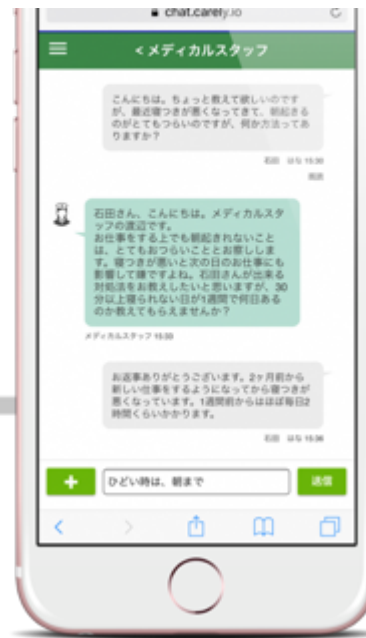 chat.carely.io
< メディカルスタッフ
こんにちは。ちょっと教えて欲しいのです
が、最近寝つきが悪くなってきて、朝起きる
のがとてもつらいのですが、何か方法ってあ
りますか？
石田 はな 15:30
既読
石田さん、こんにちは。メディカルスタ
ッフの渡辺です。
お仕事をする上でも朝起きれないこと
は、とてもおつらいこととお察ししま
す。寝つきが悪いと次の日のお仕事にも
影響して嫌ですよね。石田さんが出来る
対処法をお教えしたいと思いますが、30
分以上寝られない日が1週間で何日ある
のか教えてもらえませんか？
メディカルスタッフ 15:33
お返事ありがとうございます。2ヶ月前から
新しい仕事をするようになってから寝つきが
悪くなっています。1週間前からはほぼ毎日2
時間くらいかかります。
石田 はな 15:36
ひどい時は、朝まで
送信